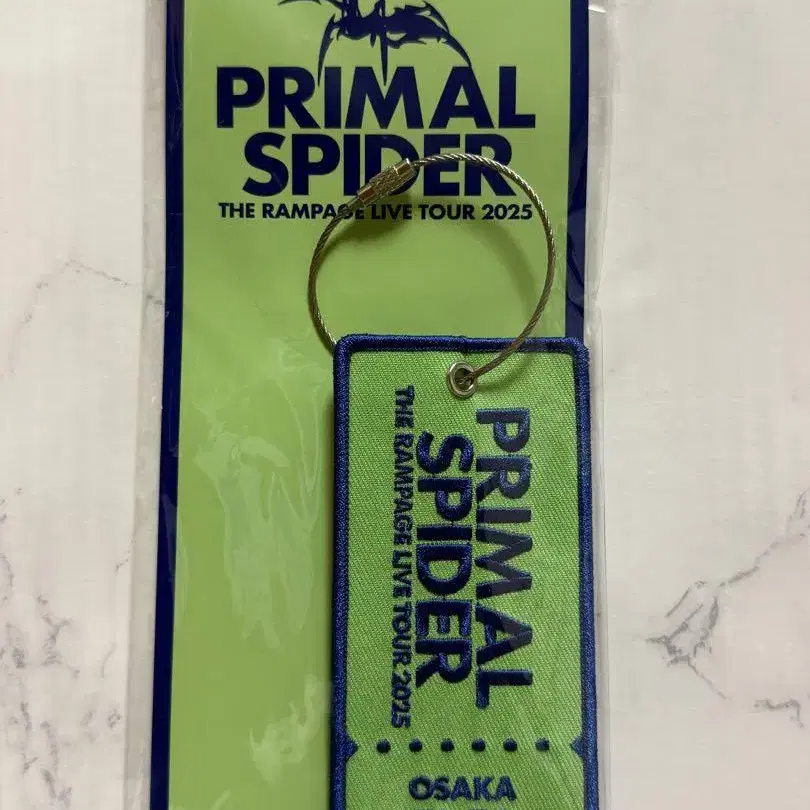 PRIMAL
SPIDER
THE RAMPAGE LIVE TOUR 2025
PRIMAL
SPIDER
THE RAMPAGE LIVE TOUR 2025
OSAKA